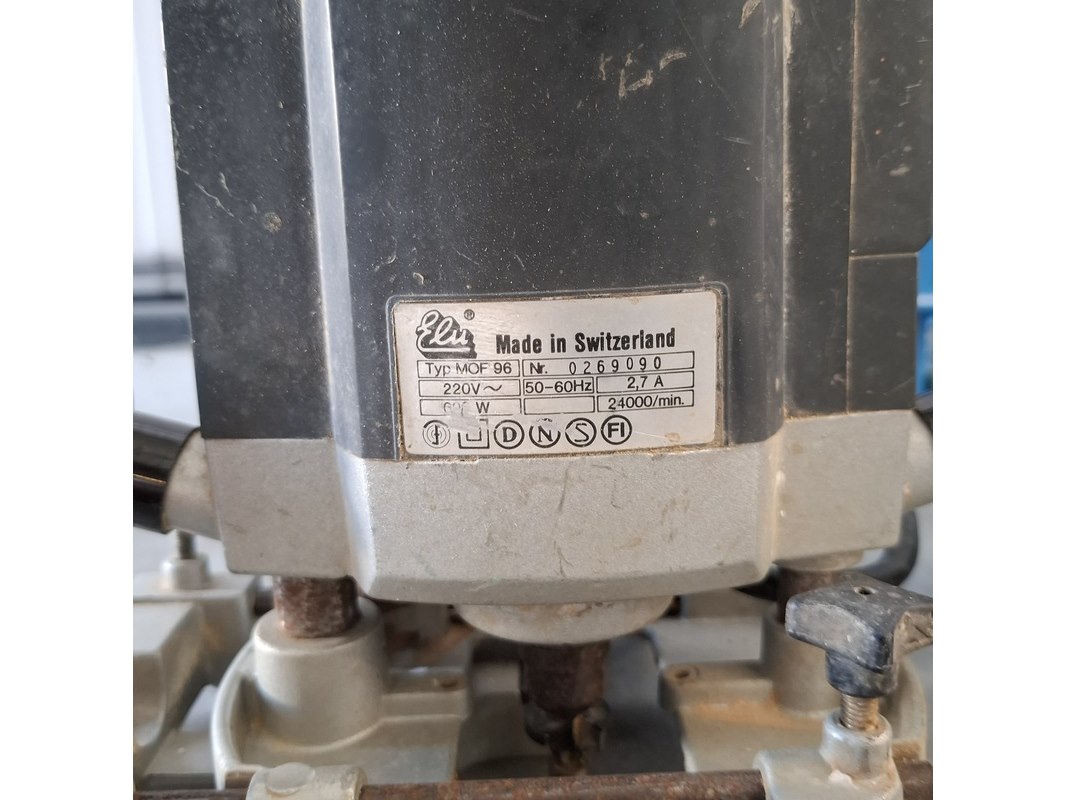 Elu®
Made in Switzerland
Typ MOF 96 Nr. 0269090
220V~ 50-60Hz 2,7 A
W 24000/min.
D N S FI